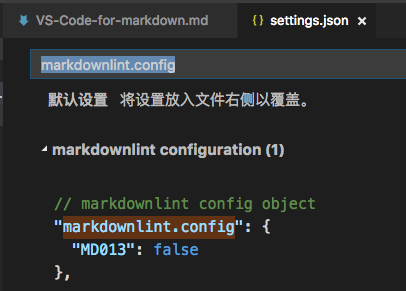 VS-Code-for-markdown.md
settings.json
markdownlint.config
默认设置 将设置放入文件右侧以覆盖。
markdownlint configuration (1)
// markdownlint config object
"markdownlint.config": {
"MD013": false
},